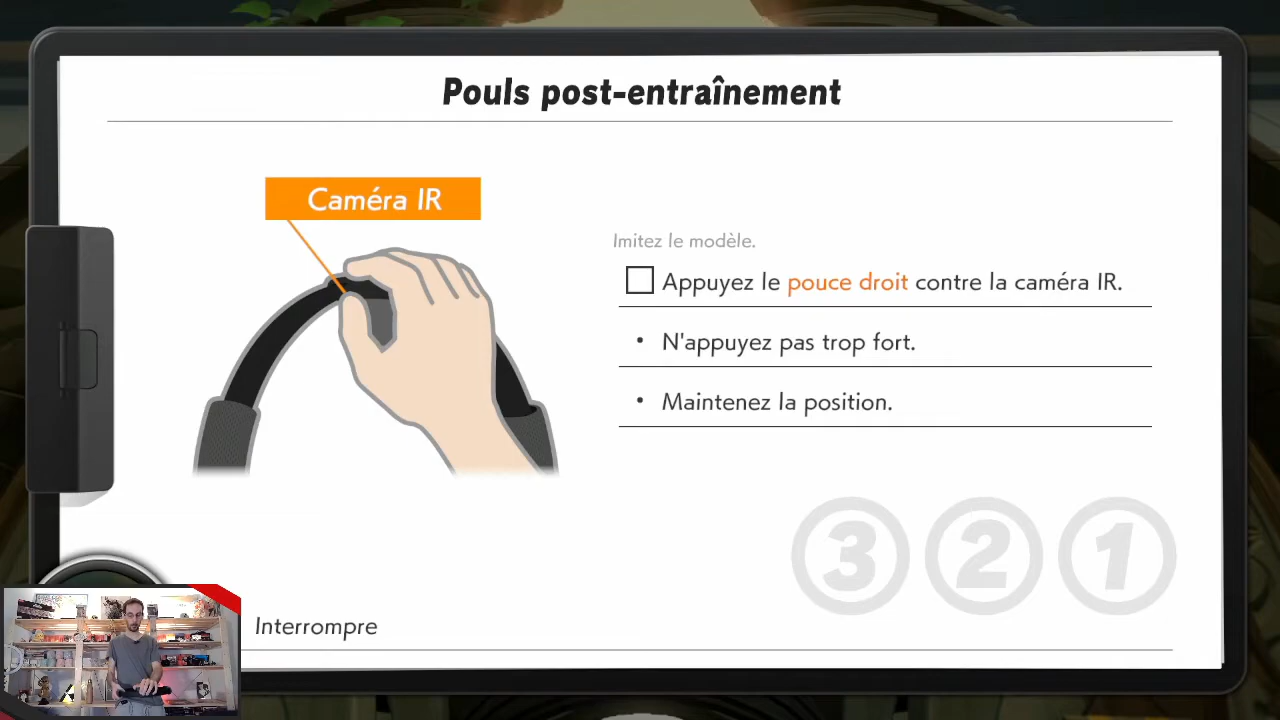 Pouls post-entraînement
Caméra IR
Imitez le modèle.
Appuyez le pouce droit contre la caméra IR.
• N'appuyez pas trop fort.
• Maintenez la position.
3 2 1
Interrompre